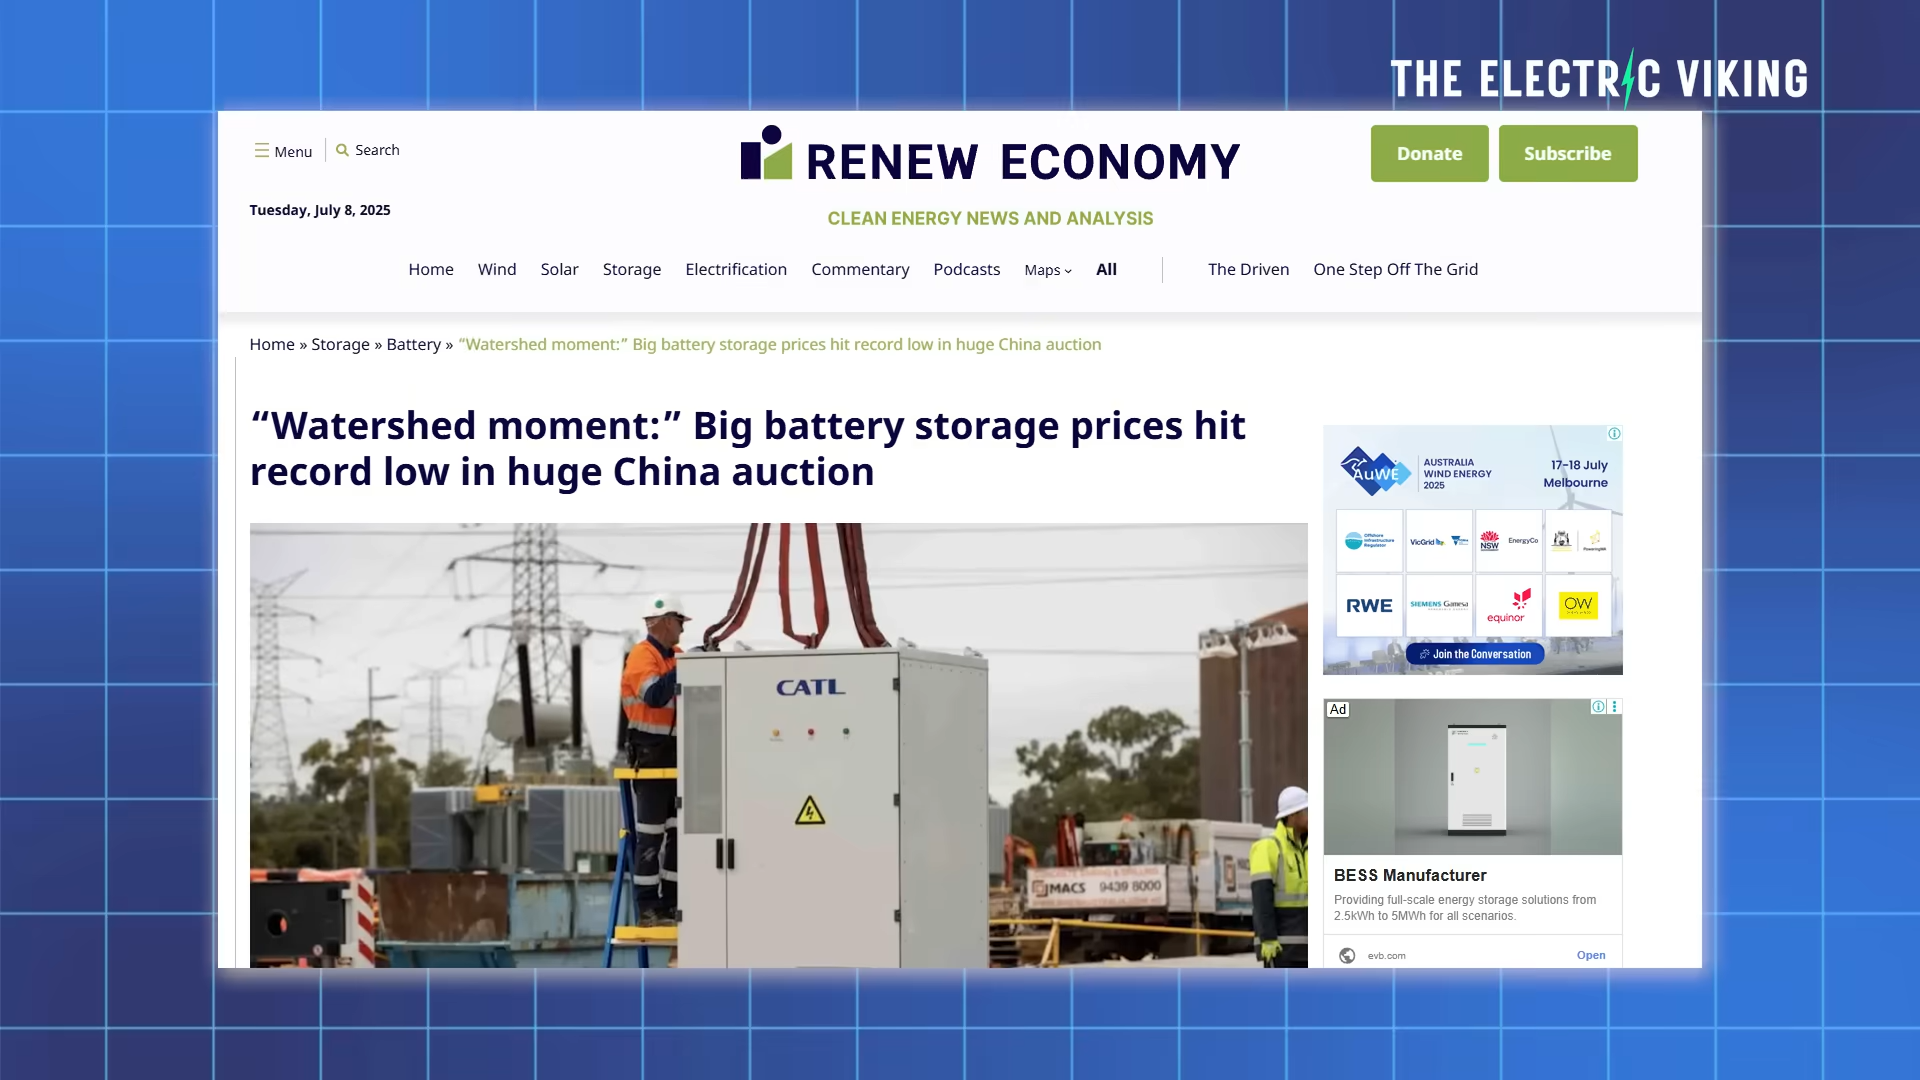 THE ELECTRIC VIKING
Menu
Search
RENEW ECONOMY
Donate
Subscribe
Tuesday, July 8, 2025
CLEAN ENERGY NEWS AND ANALYSIS
Home Wind Solar Storage Electrification Commentary Podcasts Maps All The Driven One Step Off The Grid
Home » Storage » Battery » “Watershed moment:” Big battery storage prices hit record low in huge China auction
“Watershed moment:” Big battery storage prices hit
record low in huge China auction
CATL
MACS 9439 8000
AuWE
AUSTRALIA
WIND ENERGY
2025
17-18 July
Melbourne
Offshore
Infrastructure
Regulator
VicGrid
NSW
EnergyCo
RWE
SIEMENS Gamesa
equinor
OW
Join the Conversation
Ad
BESS Manufacturer
Providing full-scale energy storage solutions from
2.5kWh to 5MWh for all scenarios.
evb.com
Open